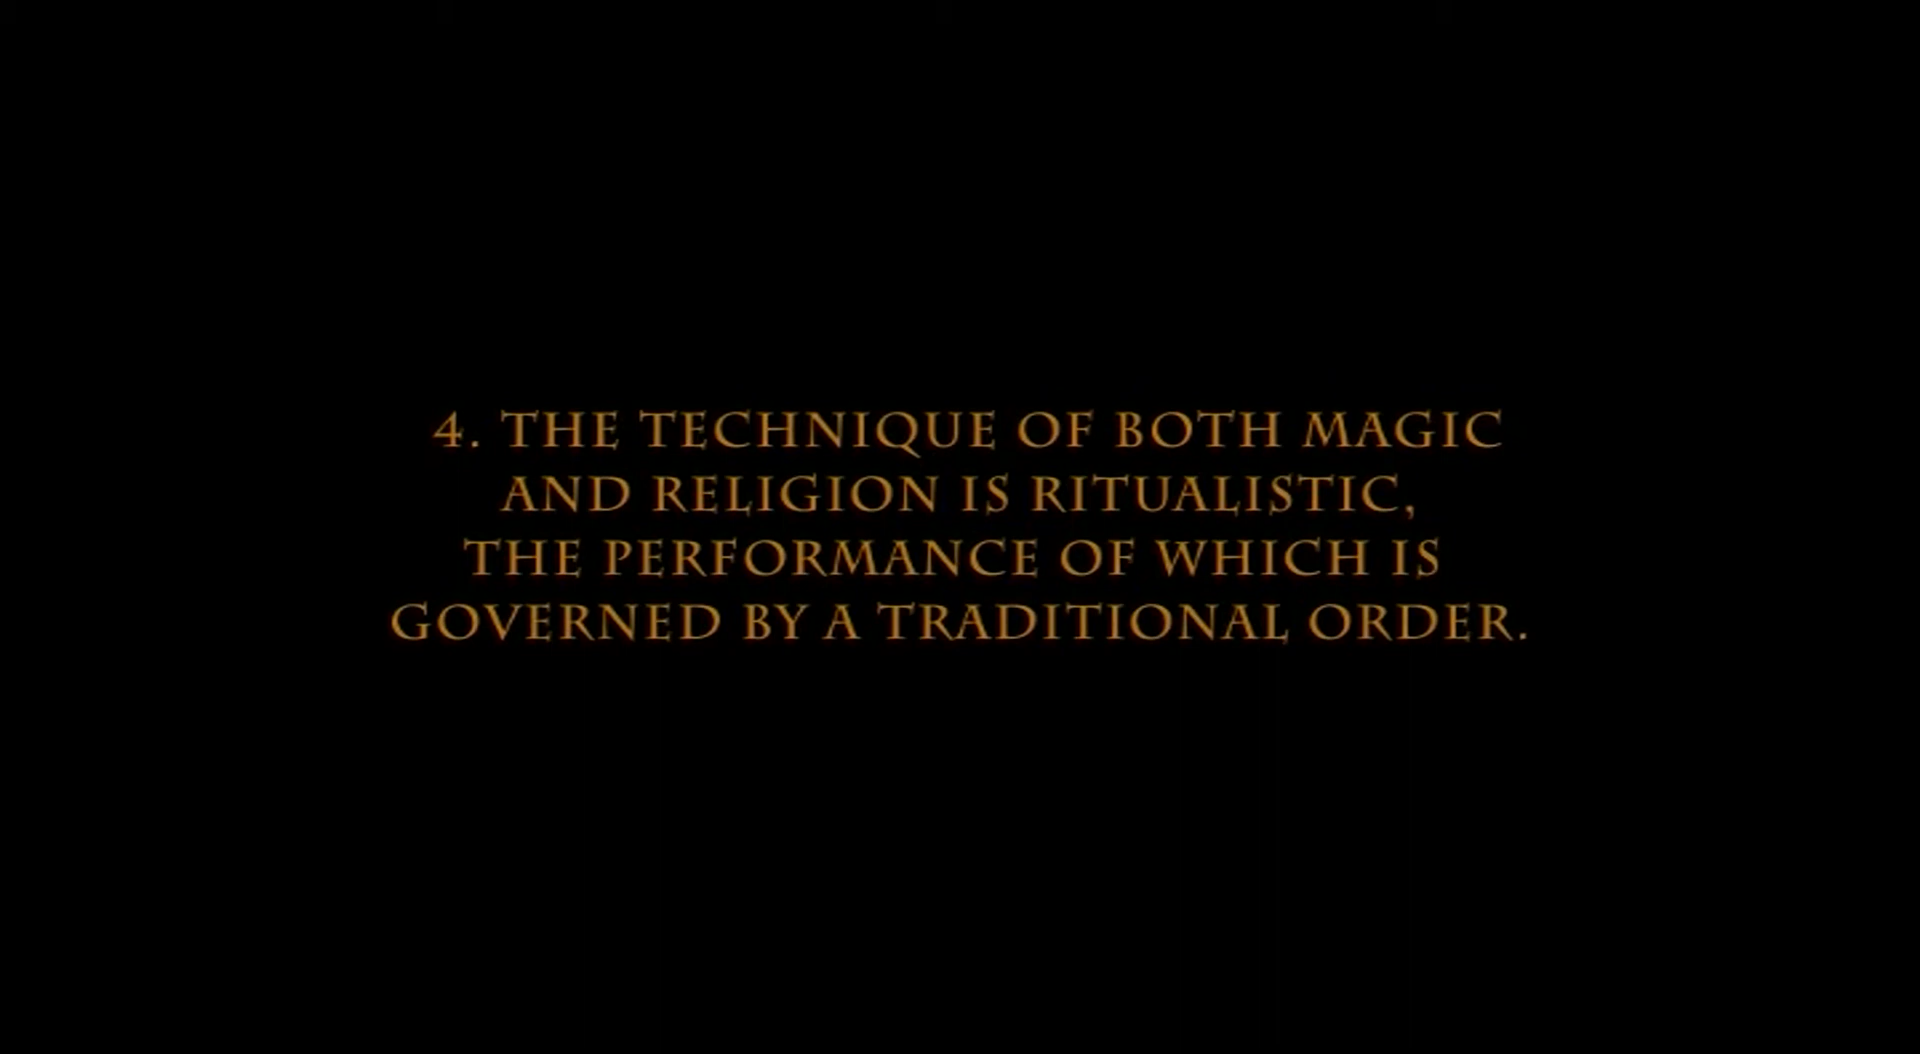 4. THE TECHNIQUE OF BOTH MAGIC
AND RELIGION IS RITUALISTIC,
THE PERFORMANCE OF WHICH IS
GOVERNED BY A TRADITIONAL ORDER.